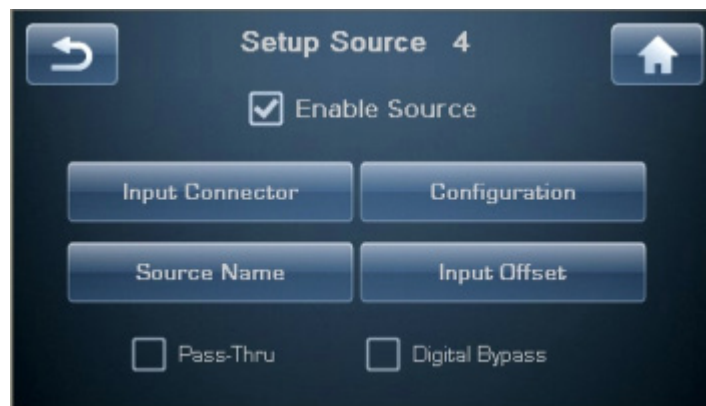 Setup Source 4
Enable Source
Input Connector Configuration
Source Name Input Offset
Pass-Thru Digital Bypass